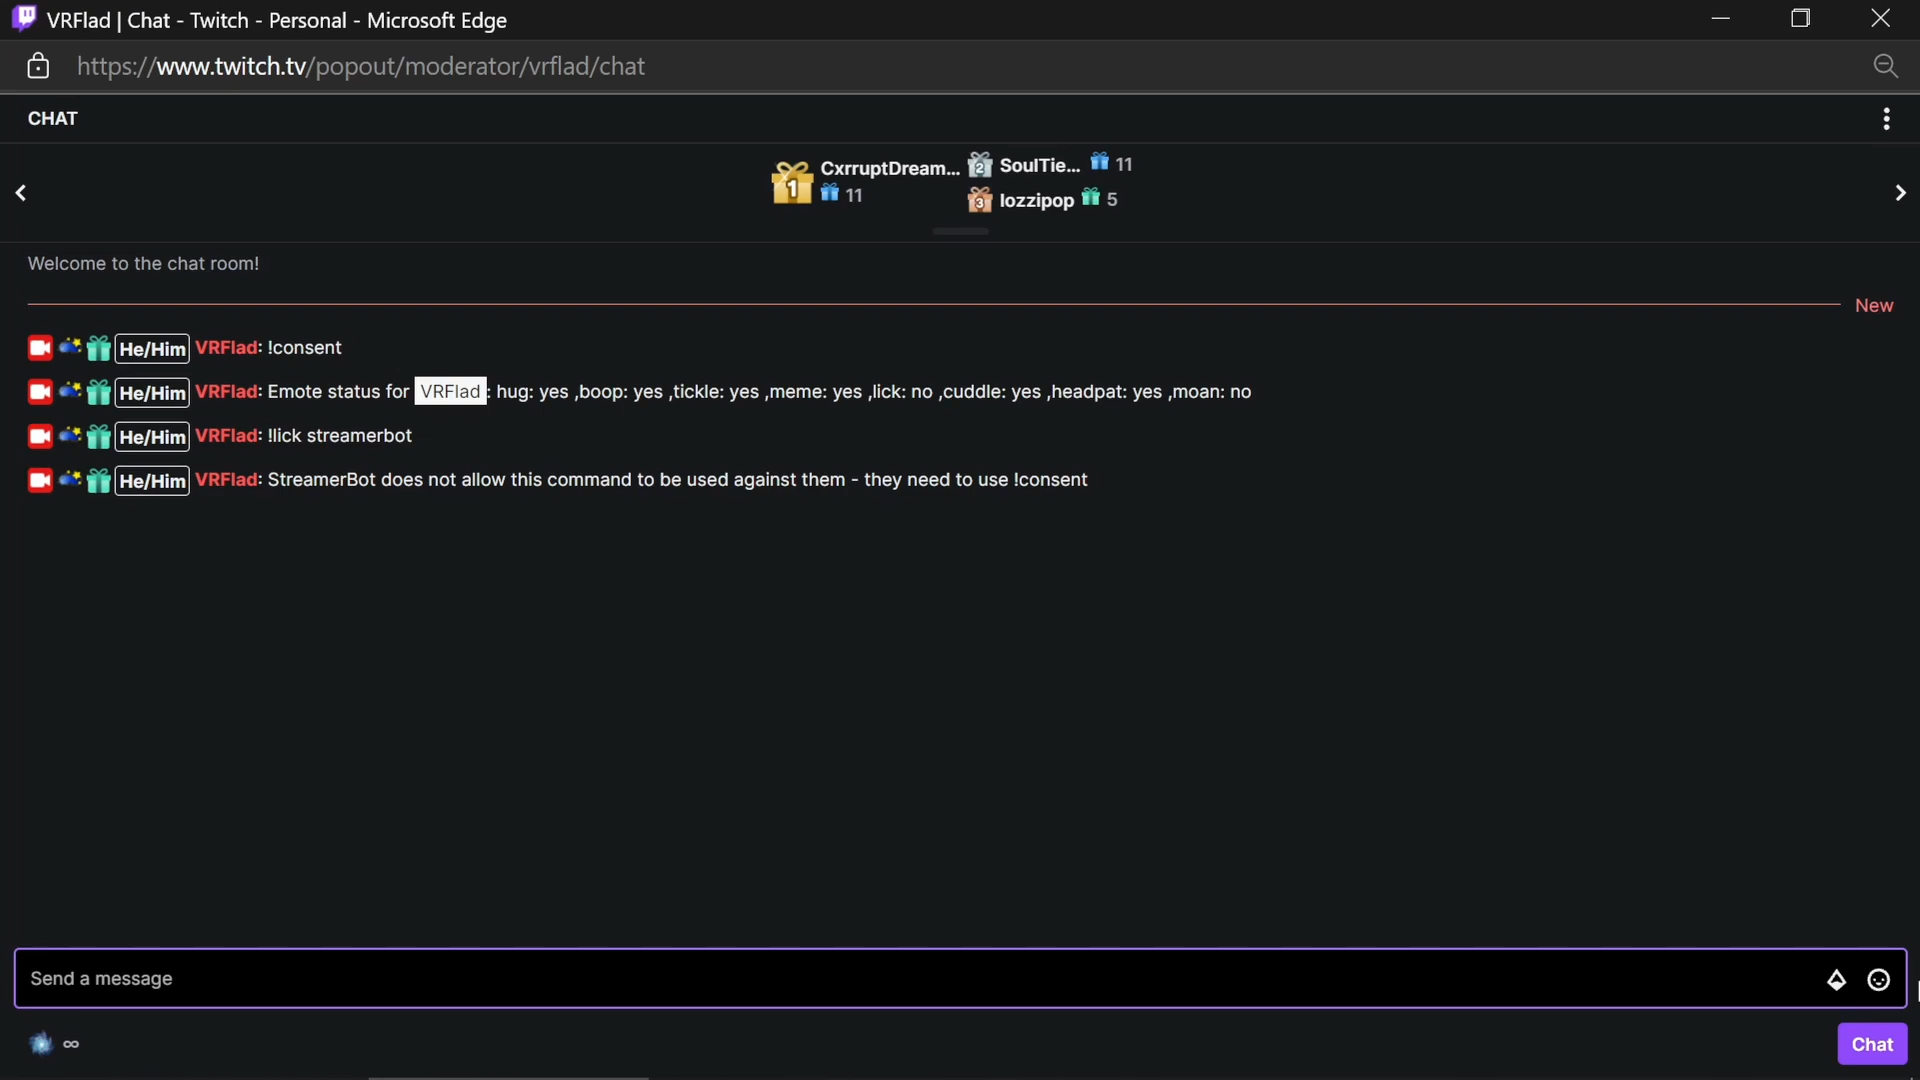 VRFlad | Chat - Twitch - Personal - Microsoft Edge
https://www.twitch.tv/popout/moderator/vrflad/chat
CHAT
1 CxrruptDream... 11
2 SoulTie... 11
3 lozzipop 5
Welcome to the chat room!
New
He/Him VRFlad: !consent
He/Him VRFlad: Emote status for VRFlad: hug: yes ,boop: yes ,tickle: yes ,meme: yes ,lick: no ,cuddle: yes ,headpat: yes ,moan: no
He/Him VRFlad: !lick streamerbot
He/Him VRFlad: StreamerBot does not allow this command to be used against them - they need to use !consent
Send a message
∞
Chat